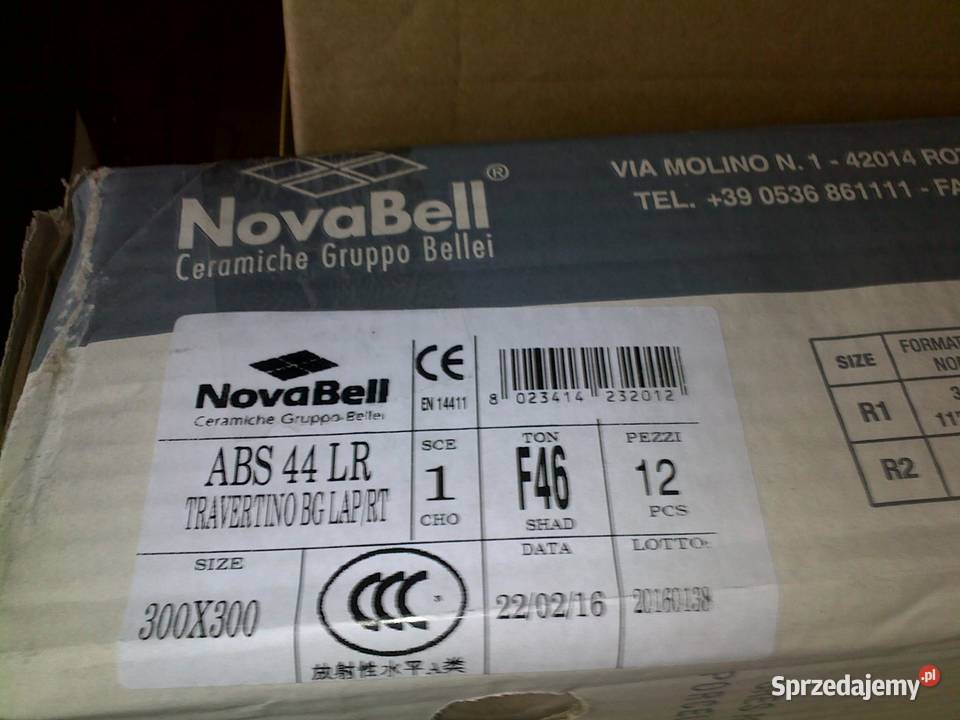 NovaBell®
Ceramiche Gruppo Bellei
VIA MOLINO N. 1 - 42014
TEL. +39 0536 861111 -
NovaBell
Ceramiche Gruppo Bellei
CE
EN 14411
8 023414 232012
ABS 44 LR
TRAVERTINO BG LAP/RT
SCE
1
CHO
TON
F46
SHAD
PEZZI
12
PCS
SIZE
300X300
CCC S
放射性水平A类
DATA
22/02/16
LOTTO:
20160138
SIZE
R1
R2
Sprzedajemy.pl